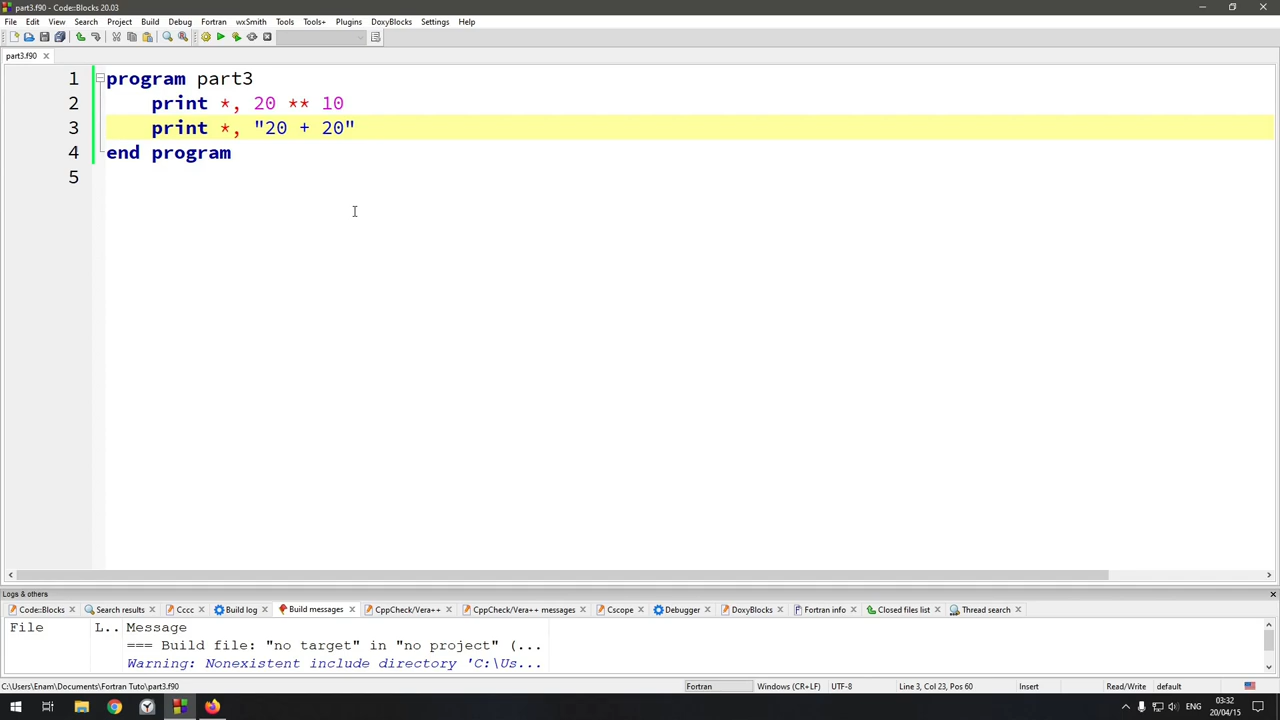 part3.f90 - Code::Blocks 20.03
File Edit View Search Project Build Debug Fortran wxSmith Tools Tools+ Plugins DoxyBlocks Settings Help
part3.f90
1 program part3
2 print *, 20 ** 10
3 print *, "20 + 20"
4 end program
5
Logs & others
Code::Blocks Search results Cccc Build log Build messages CppCheck/Vera++ CppCheck/Vera++ messages Cscope Debugger DoxyBlocks Fortran info Closed files list Thread search
File L.. Message
=== Build file: "no target" in "no project" (...
Warning: Nonexistent include directory 'C:\Us...
C:\Users\Enam\Documents\Fortran Tuto\part3.f90 Fortran Windows (CR+LF) UTF-8 Line 3, Col 23, Pos 60 Insert Read/Write default
ENG 03:32
20/04/15